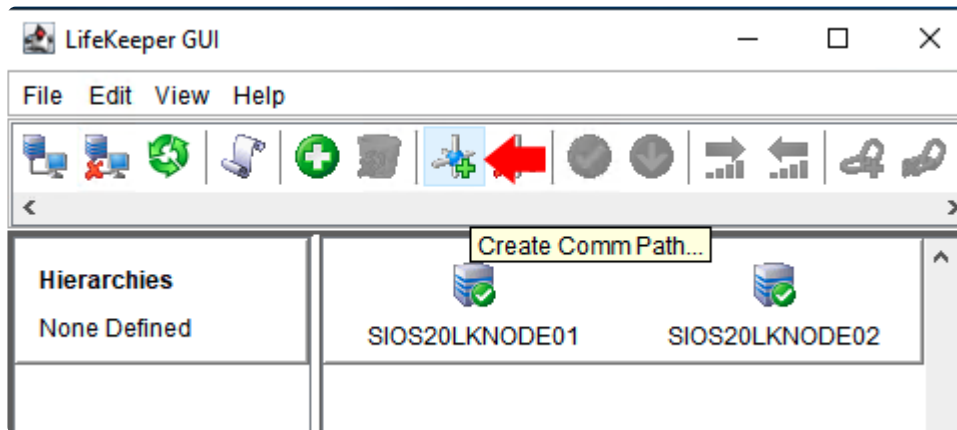 LifeKeeper GUI
File Edit View Help
Create Comm Path...
Hierarchies
None Defined
SIOS20LKNODE01 SIOS20LKNODE02